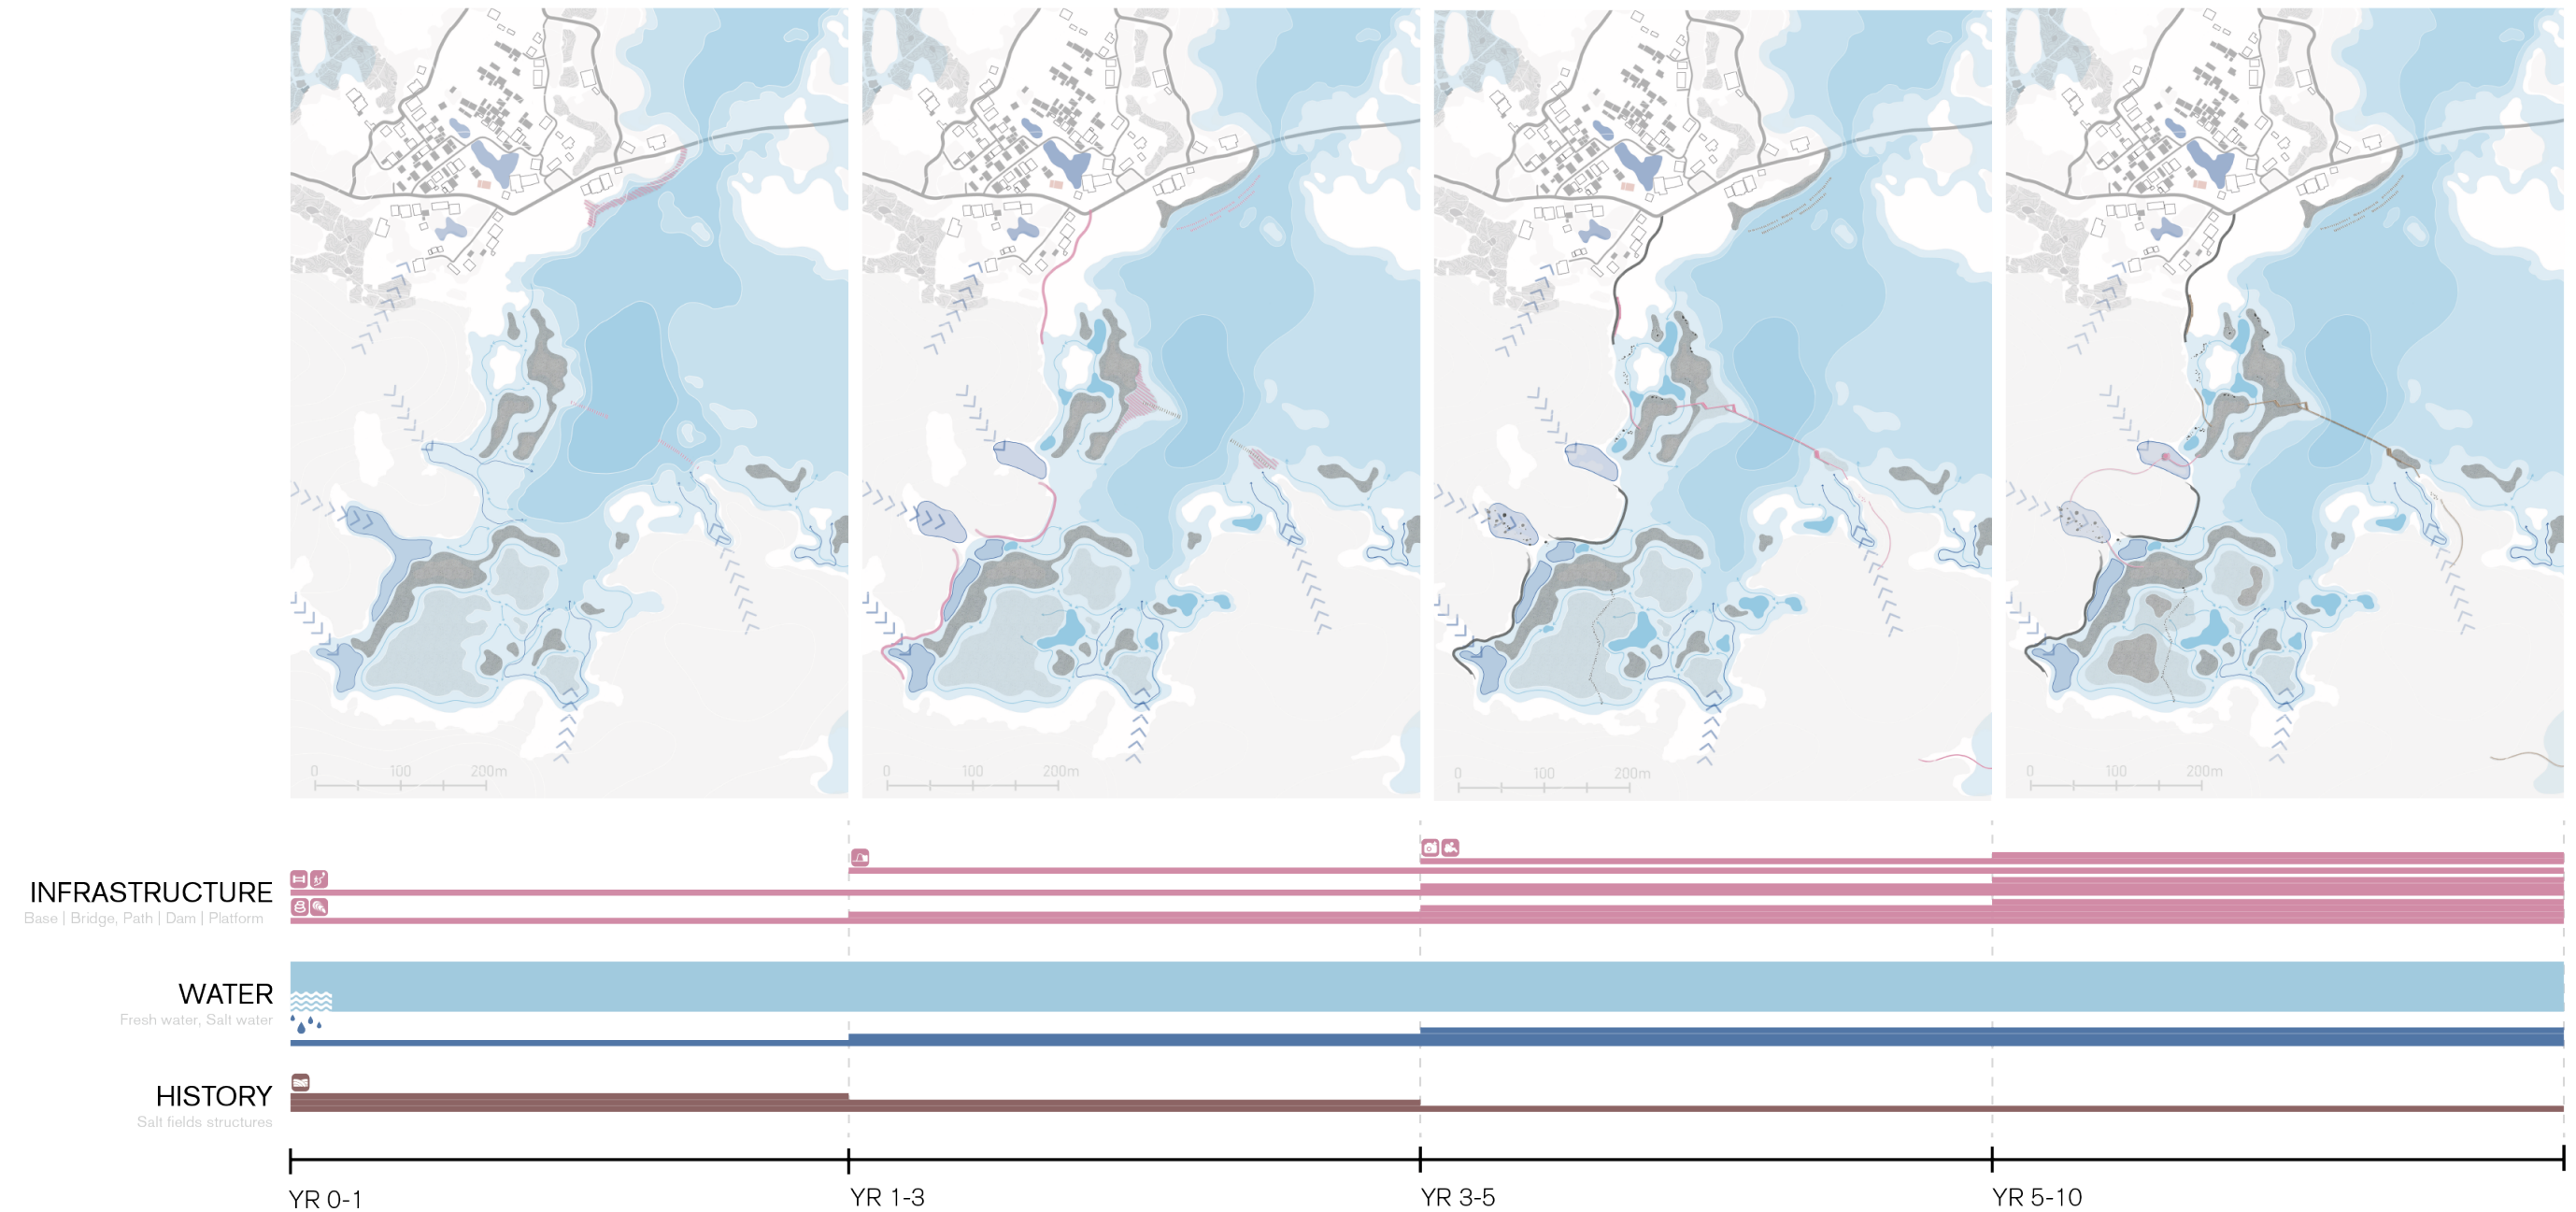 0 100 200m
0 100 200m
0 100 200m
0 100 200m
INFRASTRUCTURE
Base | Bridge, Path | Dam | Platform
WATER
Fresh water, Salt water
HISTORY
Salt fields structures
YR 0-1
YR 1-3
YR 3-5
YR 5-10